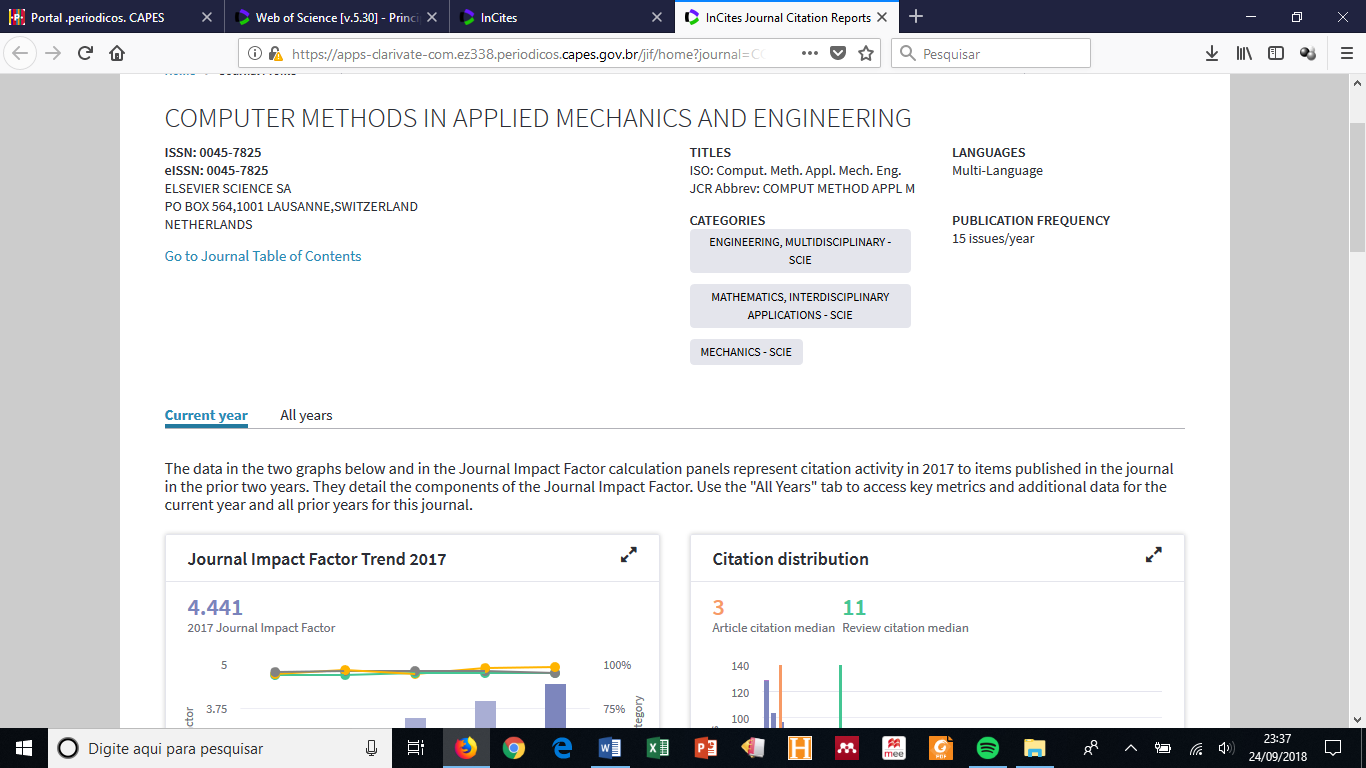 Portal .periodicos. CAPES
Web of Science [v.5.30] - Princi
InCites
InCites Journal Citation Reports
https://apps-clarivate-com.ez338.periodicos.capes.gov.br/jif/home?journal=CO
Pesquisar
COMPUTER METHODS IN APPLIED MECHANICS AND ENGINEERING
ISSN: 0045-7825
eISSN: 0045-7825
ELSEVIER SCIENCE SA
PO BOX 564,1001 LAUSANNE,SWITZERLAND
NETHERLANDS
Go to Journal Table of Contents
TITLES
ISO: Comput. Meth. Appl. Mech. Eng.
JCR Abbrev: COMPUT METHOD APPL M
CATEGORIES
ENGINEERING, MULTIDISCIPLINARY -
SCIE
MATHEMATICS, INTERDISCIPLINARY
APPLICATIONS - SCIE
MECHANICS - SCIE
LANGUAGES
Multi-Language
PUBLICATION FREQUENCY
15 issues/year
Current year
All years
The data in the two graphs below and in the Journal Impact Factor calculation panels represent citation activity in 2017 to items published in the journal
in the prior two years. They detail the components of the Journal Impact Factor. Use the "All Years" tab to access key metrics and additional data for the
current year and all prior years for this journal.
Journal Impact Factor Trend 2017
4.441
2017 Journal Impact Factor
5
100%
3.75
75%
ctor
tegory
Citation distribution
3
11
Article citation median
Review citation median
140
120
100
Digite aqui para pesquisar
mee
PDF
23:37
24/09/2018